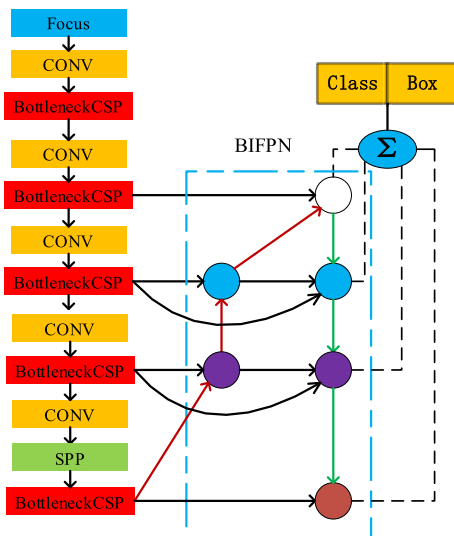 Focus
CONV
BottleneckCSP
CONV
BottleneckCSP
CONV
BottleneckCSP
CONV
BottleneckCSP
CONV
SPP
BottleneckCSP
BIFPN
Class Box
Σ